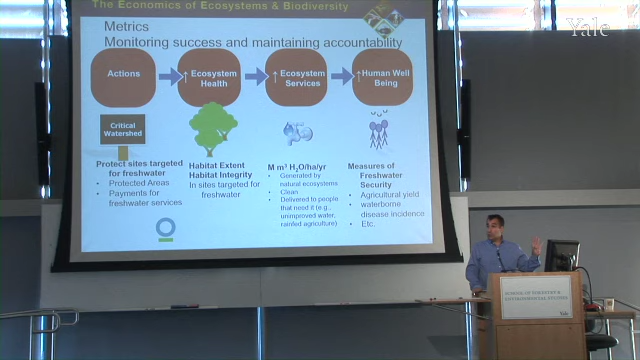 The Economics of Ecosystems & Biodiversity
Yale
Metrics
Monitoring success and maintaining accountability
Actions
↑ Ecosystem
Health
↑ Ecosystem
Services
↑ Human Well
Being
Critical
Watershed
Protect sites targeted
for freshwater
• Protected Areas
• Payments for
freshwater services
Habitat Extent
Habitat Integrity
In sites targeted for
freshwater
M m³ H₂O/ha/yr
• Generated by
natural ecosystems
• Clean
• Delivered to people
that need it (e.g.,
unimproved water,
rainfed agriculture)
Measures of
Freshwater
Security
• Agricultural yield
• waterborne
disease incidence
• Etc.
SCHOOL OF FORESTRY &
ENVIRONMENTAL STUDIES
Yale